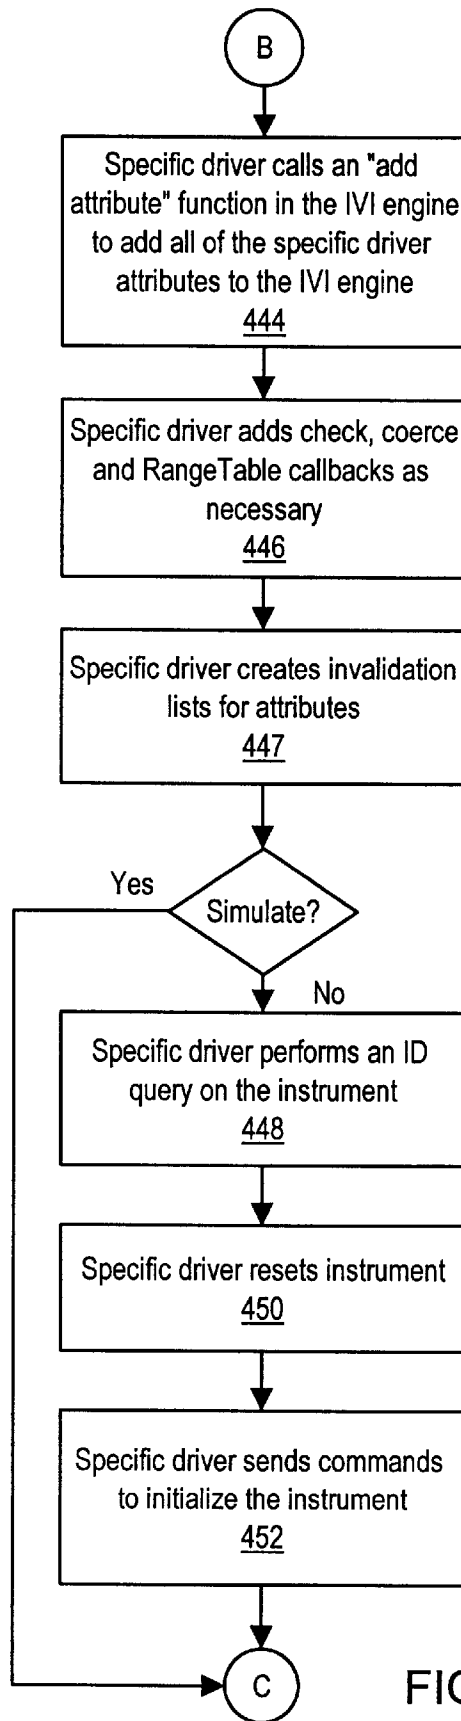 B
Specific driver calls an "add
attribute" function in the IVI engine
to add all of the specific driver
attributes to the IVI engine
444
Specific driver adds check, coerce
and RangeTable callbacks as
necessary
446
Specific driver creates invalidation
lists for attributes
447
Yes
Simulate?
No
Specific driver performs an ID
query on the instrument
448
Specific driver resets instrument
450
Specific driver sends commands
to initialize the instrument
452
C